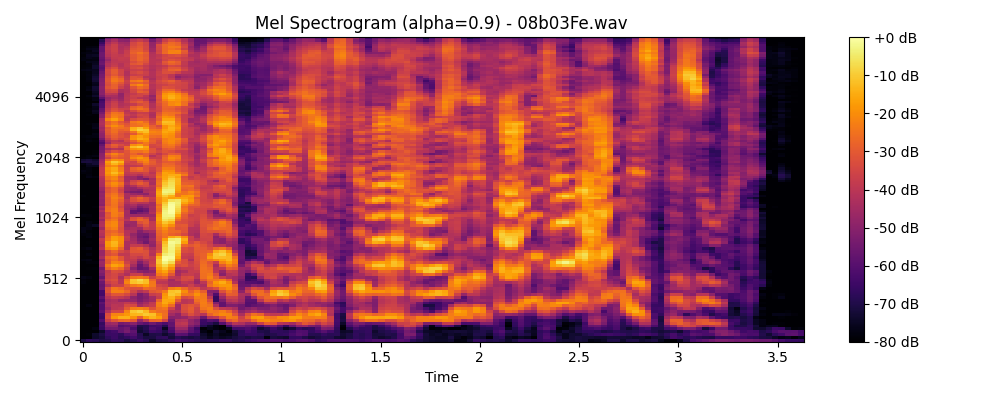 Mel Spectrogram (alpha=0.9) - 08b03Fe.wav
+0 dB
-10 dB
-20 dB
-30 dB
-40 dB
-50 dB
-60 dB
-70 dB
-80 dB
Mel Frequency
4096
2048
1024
512
0
0 0.5 1 1.5 2 2.5 3 3.5
Time